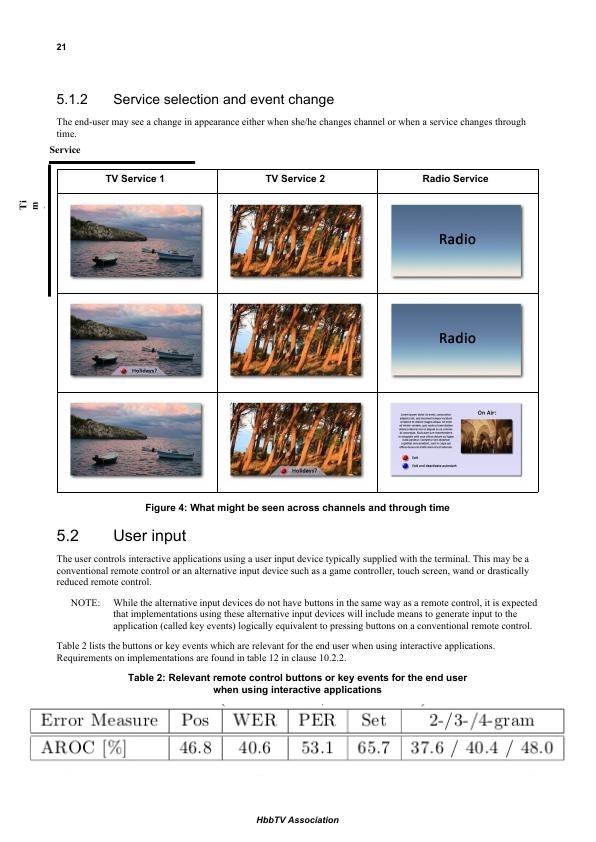 21
5.1.2 Service selection and event change
The end-user may see a change in appearance either when she/he changes channel or when a service changes through
time.
Service
Ti
m
TV Service 1 TV Service 2 Radio Service
Radio
Holidays?
Radio
Holidays?
On Air:
Exit
Exit and deactivate autostart
Figure 4: What might be seen across channels and through time
5.2 User input
The user controls interactive applications using a user input device typically supplied with the terminal. This may be a
conventional remote control or an alternative input device such as a game controller, touch screen, wand or drastically
reduced remote control.
NOTE: While the alternative input devices do not have buttons in the same way as a remote control, it is expected
that implementations using these alternative input devices will include means to generate input to the
application (called key events) logically equivalent to pressing buttons on a conventional remote control.
Table 2 lists the buttons or key events which are relevant for the end user when using interactive applications.
Requirements on implementations are found in table 12 in clause 10.2.2.
Table 2: Relevant remote control buttons or key events for the end user
when using interactive applications
Error Measure Pos WER PER Set 2-/3-/4-gram
AROC [%] 46.8 40.6 53.1 65.7 37.6 / 40.4 / 48.0
HbbTV Association